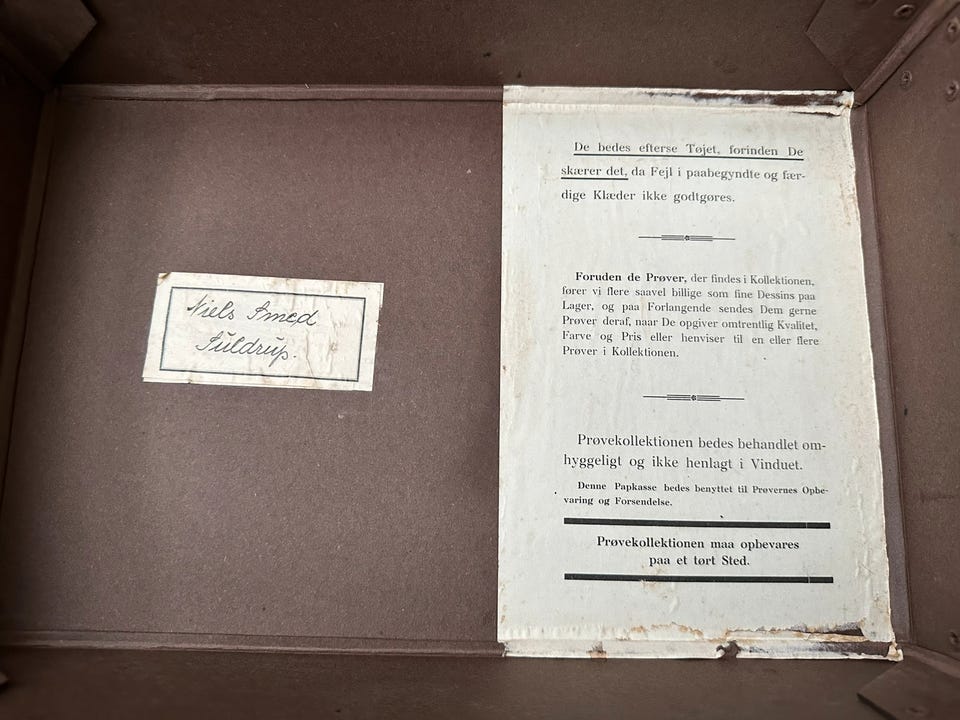 Niels Smed
Suldrup.
De bedes efterse Tøjet, forinden De
skærer det, da Fejl i paabegyndte og fær-
dige Klæder ikke godtgøres.
Foruden de Prøver, der findes i Kollektionen,
fører vi flere saavel billige som fine Dessins paa
Lager, og paa Forlangende sendes Dem gerne
Prøver deraf, naar De opgiver omtrentlig Kvalitet,
Farve og Pris eller henviser til en eller flere
Prøver i Kollektionen.
Prøvekollektionen bedes behandlet om-
hyggeligt og ikke henlagt i Vinduet.
Denne Papkasse bedes benyttet til Prøvernes Opbe-
varing og Forsendelse.
Prøvekollektionen maa opbevares
paa et tørt Sted.